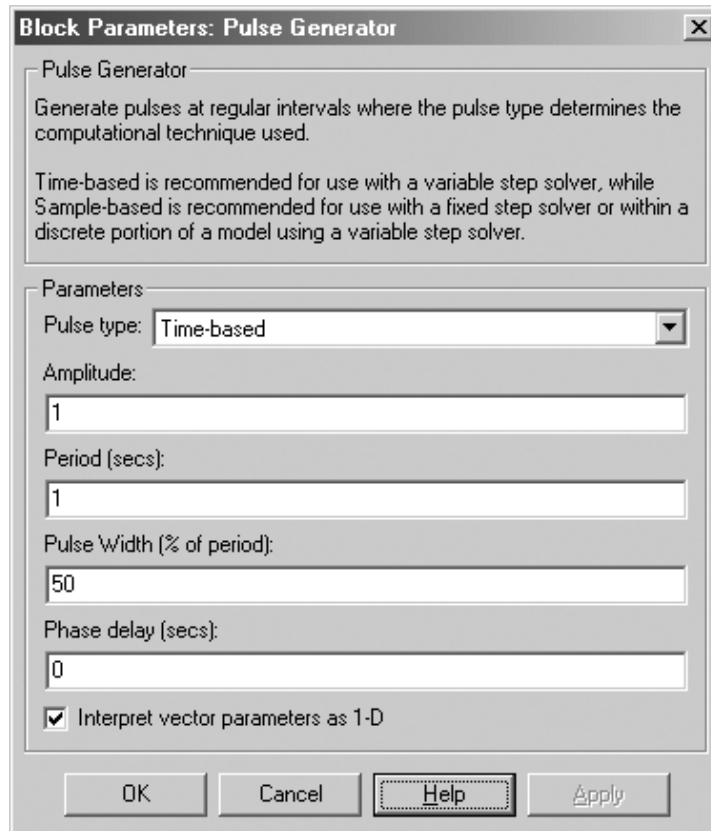 Block Parameters: Pulse Generator
Pulse Generator
Generate pulses at regular intervals where the pulse type determines the
computational technique used.
Time-based is recommended for use with a variable step solver, while
Sample-based is recommended for use with a fixed step solver or within a
discrete portion of a model using a variable step solver.
Parameters
Pulse type: Time-based
Amplitude:
1
Period (secs):
1
Pulse Width (% of period):
50
Phase delay (secs):
0
Interpret vector parameters as 1-D
OK Cancel Help Apply